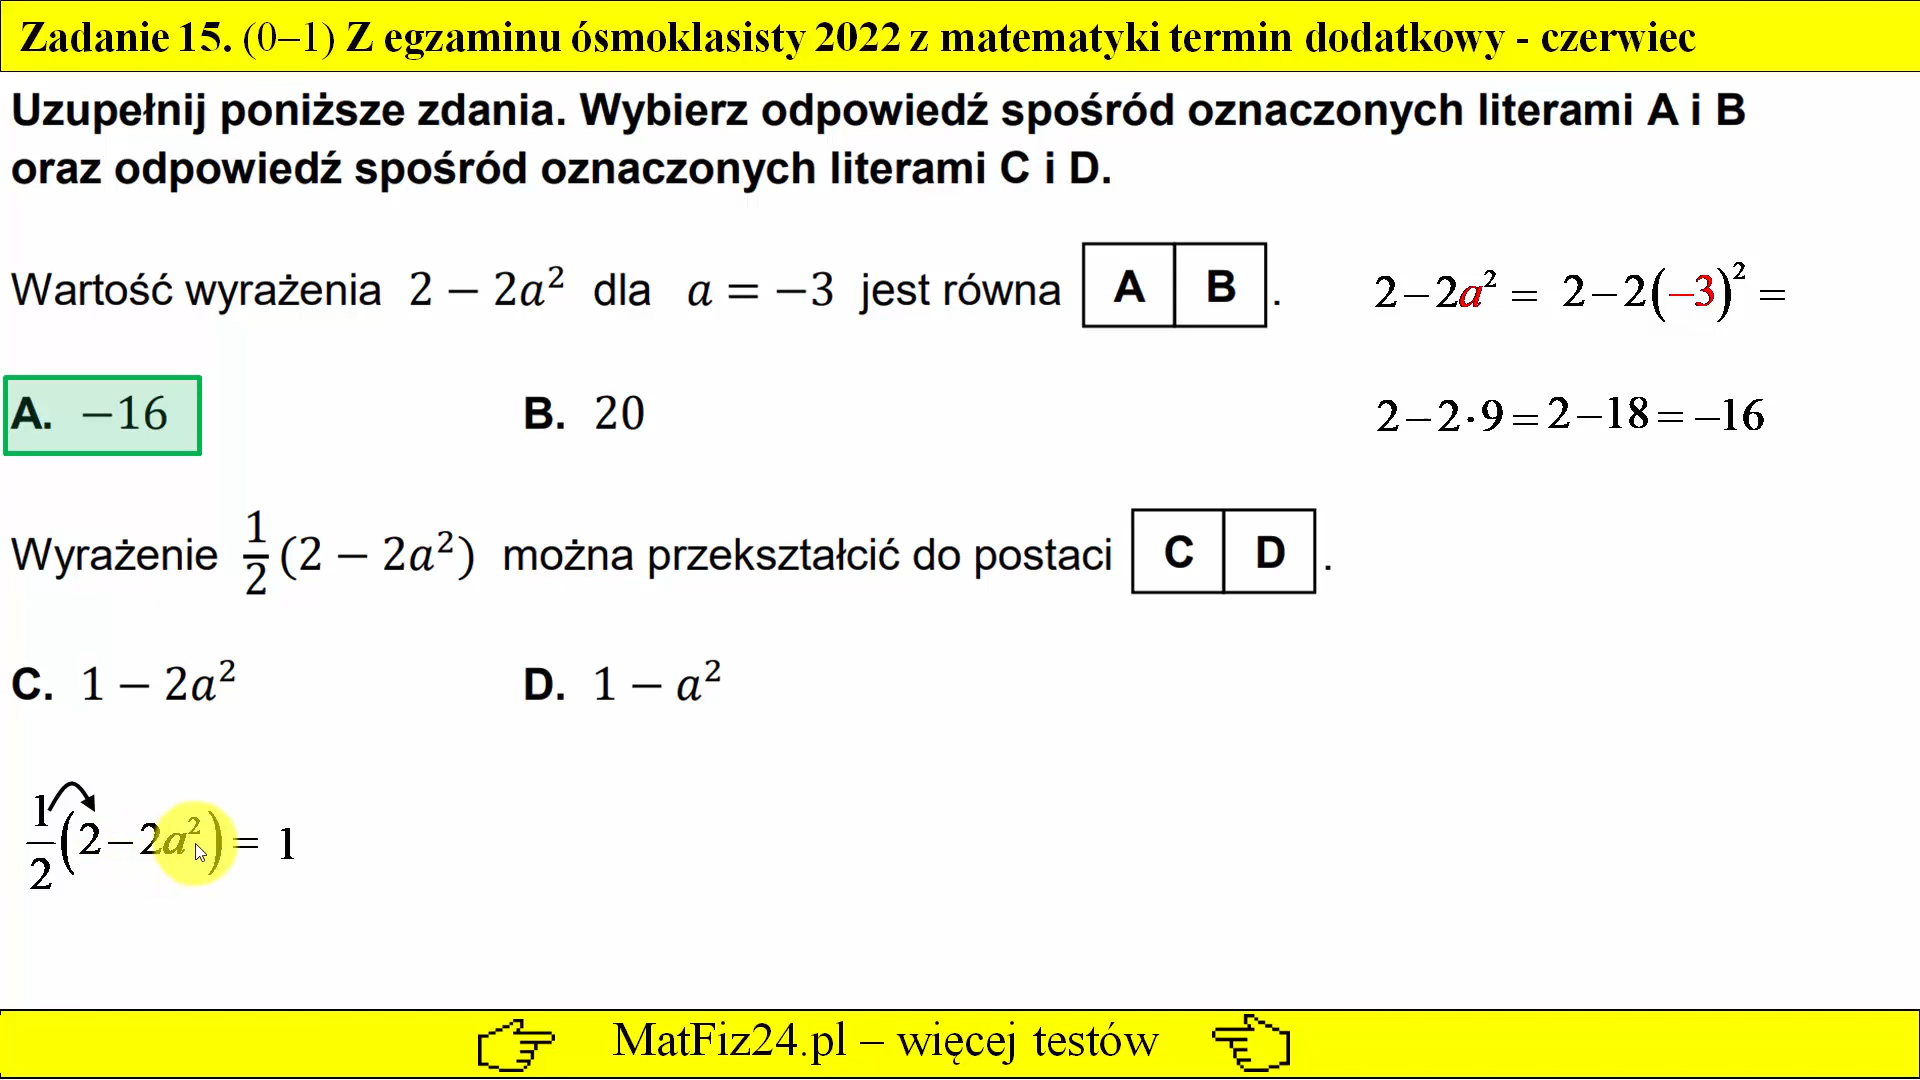 Zadanie 15. (0–1) Z egzaminu ósmoklasisty 2022 z matematyki termin dodatkowy - czerwiec
Uzupełnij poniższe zdania. Wybierz odpowiedź spośród oznaczonych literami A i B
oraz odpowiedź spośród oznaczonych literami C i D.
Wartość wyrażenia 2 − 2a² dla a = −3 jest równa A B .
2−2a² = 2−2(−3)² =
A. −16 B. 20
2−2·9 = 2−18 = −16
Wyrażenie 1/2 (2 − 2a²) można przekształcić do postaci C D .
C. 1 − 2a² D. 1 − a²
1/2 (2−2a²) = 1
MatFiz24.pl – więcej testów